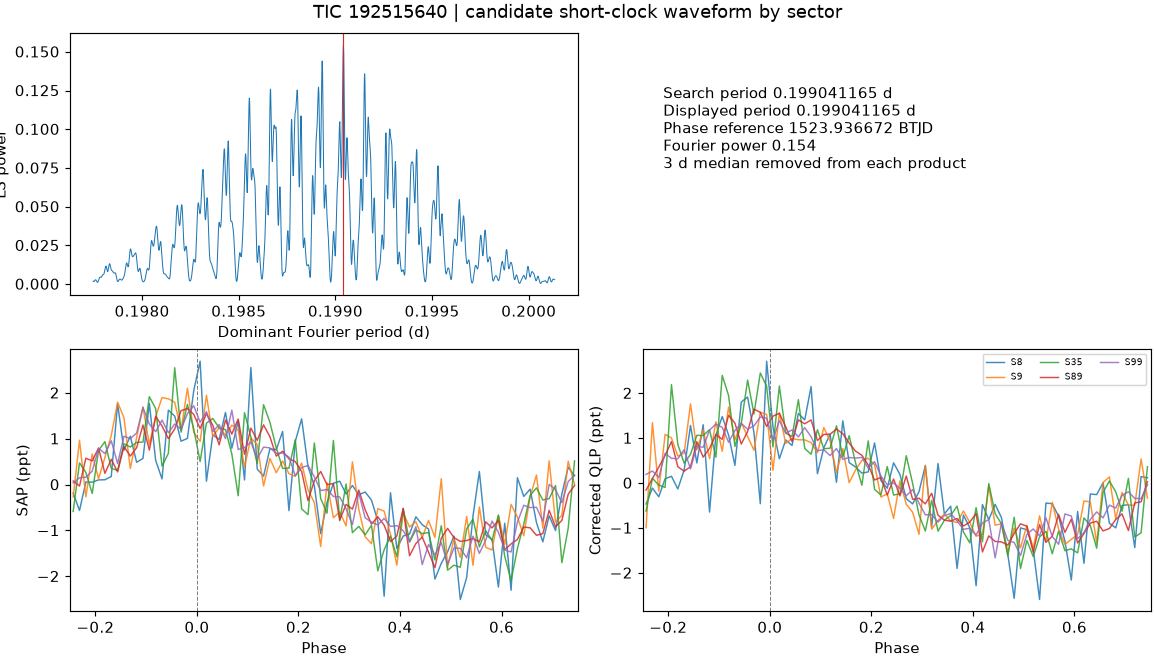 TIC 192515640 | candidate short-clock waveform by sector
0.150
0.125
0.100
0.075
0.050
0.025
0.000
power
0.1980 0.1985 0.1990 0.1995 0.2000
Dominant Fourier period (d)
Search period 0.199041165 d
Displayed period 0.199041165 d
Phase reference 1523.936672 BTJD
Fourier power 0.154
3 d median removed from each product
2
1
0
−1
−2
SAP (ppt)
−0.2 0.0 0.2 0.4 0.6
Phase
S8 S35 S99
S9 S89
2
1
0
−1
−2
Corrected QLP (ppt)
−0.2 0.0 0.2 0.4 0.6
Phase